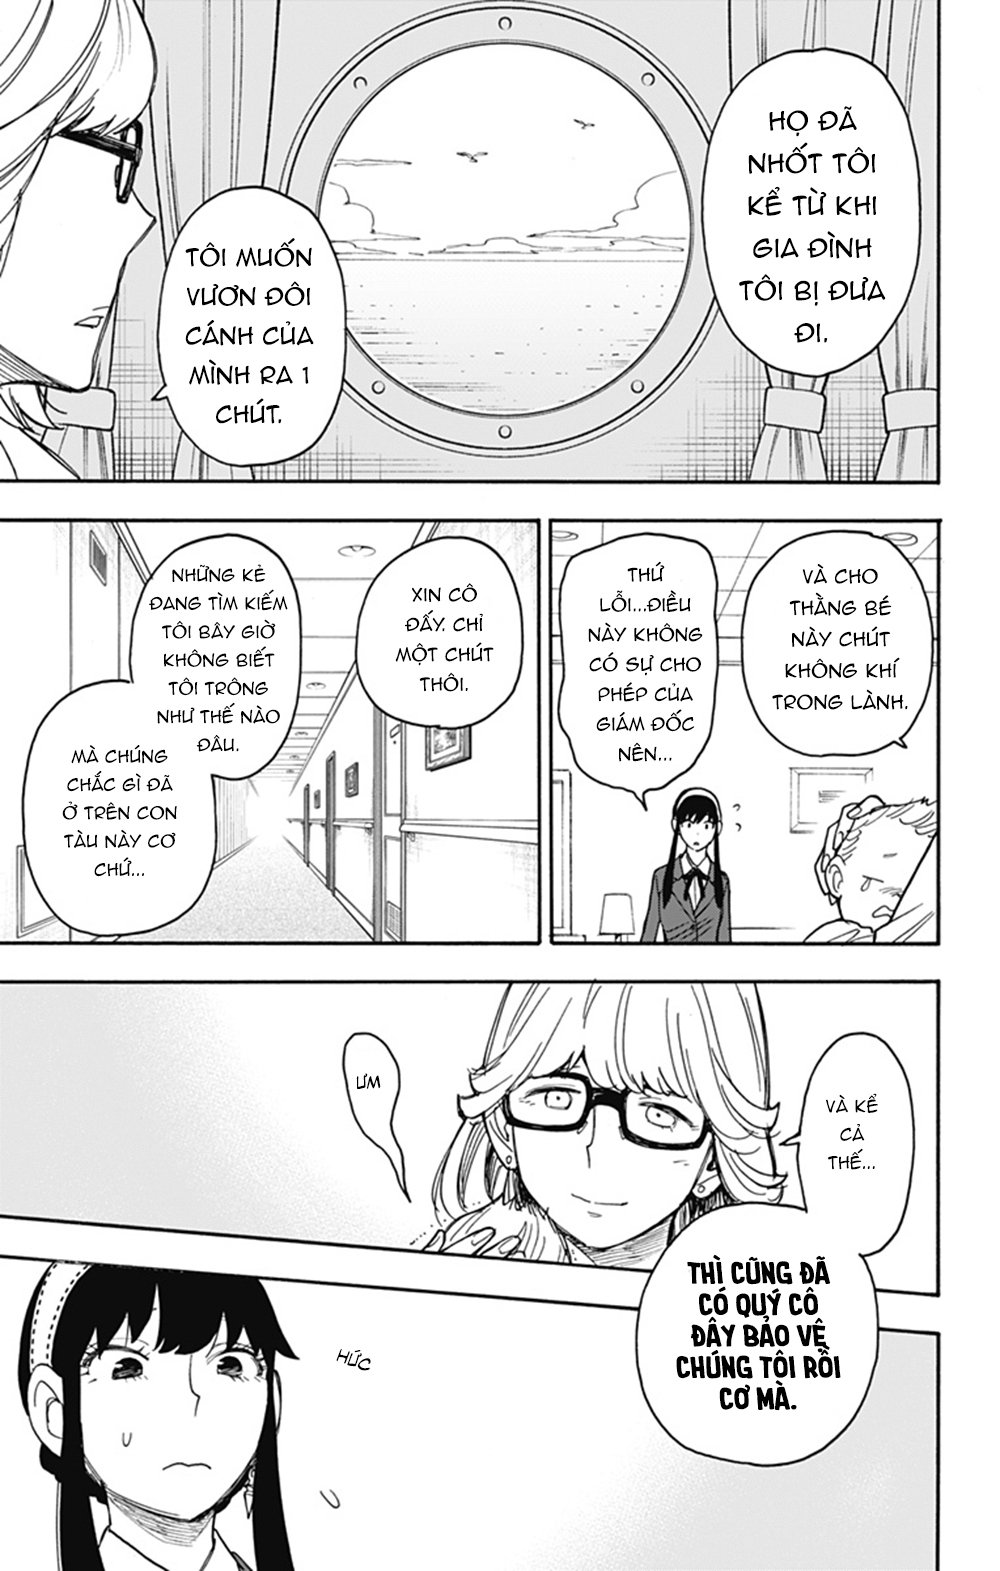 HỌ ĐÃ
NHỐT TÔI
KỂ TỪ KHI
GIA ĐÌNH
TÔI BỊ ĐƯA
ĐI.
TÔI MUỐN
VƯƠN ĐÔI
CÁNH CỦA
MÌNH RA 1
CHÚT.
VÀ CHO
THẰNG BÉ
NÀY CHÚT
KHÔNG KHÍ
TRONG LÀNH.
THỨ
LỖI...ĐIỀU
NÀY KHÔNG
CÓ SỰ CHO
PHÉP CỦA
GIÁM ĐỐC
NÊN...
XIN CÔ
ĐẤY. CHỈ
MỘT CHÚT
THÔI.
NHỮNG KẺ
ĐANG TÌM KIẾM
TÔI BÂY GIỜ
KHÔNG BIẾT
TÔI TRÔNG
NHƯ THẾ NÀO
ĐÂU.
MÀ CHÚNG
CHẮC GÌ ĐÃ
Ở TRÊN CON
TÀU NÀY CƠ
CHỨ...
VÀ KỂ
CẢ
THẾ...
ƯM
THÌ CŨNG ĐÃ
CÓ QUÝ CÔ
ĐÂY BẢO VỆ
CHÚNG TÔI RỒI
CƠ MÀ.
HỨC